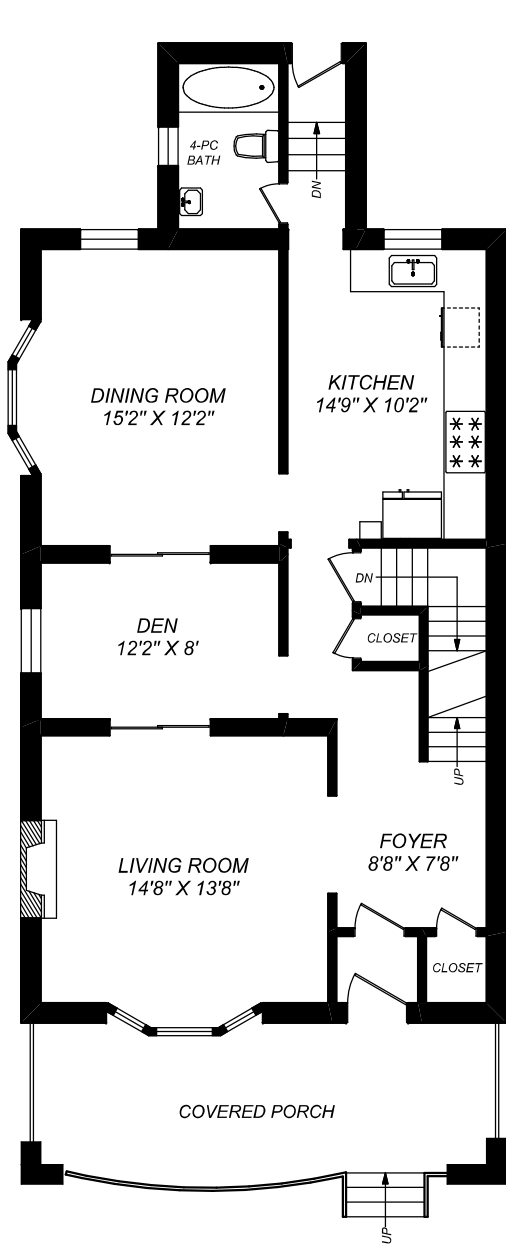 4-PC
BATH
DN
DINING ROOM
15'2" X 12'2"
KITCHEN
14'9" X 10'2"
DN
DEN
12'2" X 8'
CLOSET
UP
LIVING ROOM
14'8" X 13'8"
FOYER
8'8" X 7'8"
CLOSET
COVERED PORCH
UP